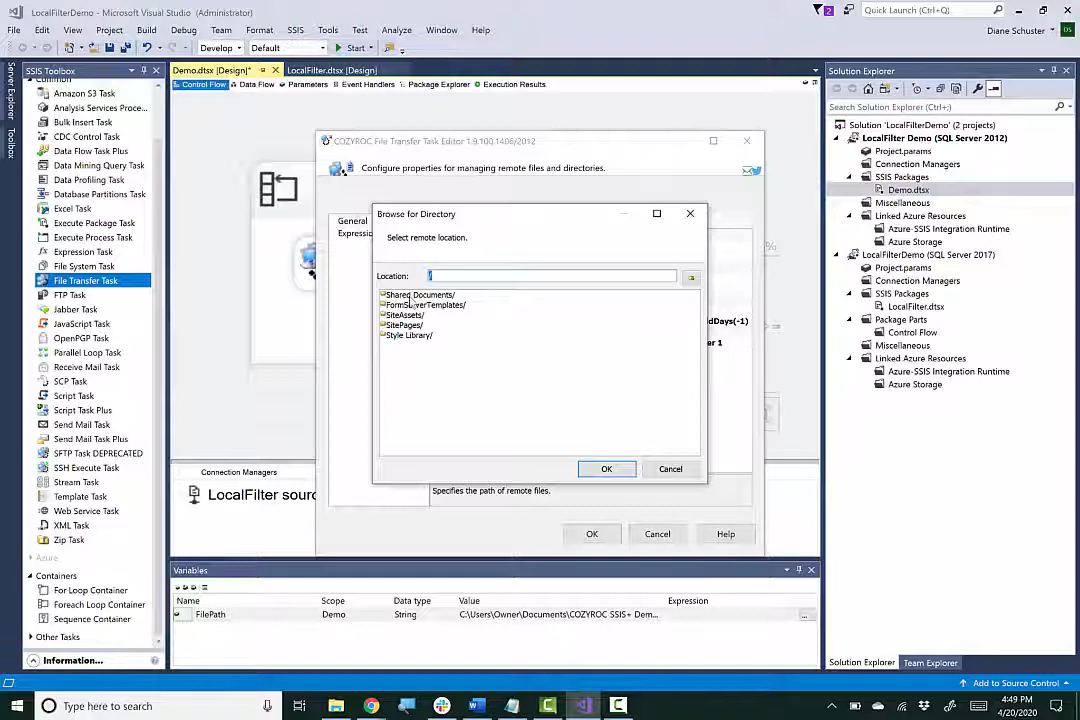 LocalFilterDemo - Microsoft Visual Studio (Administrator)
2
Quick Launch (Ctrl+Q)
File Edit View Project Build Debug Team Format SSIS Tools Test Analyze Window Help
Diane Schuster
DS
Develop Default Start
Server Explorer
Toolbox
SSIS Toolbox
Common
Amazon S3 Task
Analysis Services Proce...
Bulk Insert Task
CDC Control Task
Data Flow Task Plus
Data Mining Query Task
Data Profiling Task
Database Partitions Task
Excel Task
Execute Package Task
Execute Process Task
Expression Task
File System Task
File Transfer Task
FTP Task
Jabber Task
JavaScript Task
OpenPGP Task
Parallel Loop Task
Receive Mail Task
SCP Task
Script Task
Script Task Plus
Send Mail Task
Send Mail Task Plus
SFTP Task DEPRECATED
SSH Execute Task
Stream Task
Template Task
Web Service Task
XML Task
Zip Task
Azure
Containers
For Loop Container
Foreach Loop Container
Sequence Container
Other Tasks
Information...
Demo.dtsx [Design]*
LocalFilter.dtsx [Design]
Control Flow Data Flow Parameters Event Handlers Package Explorer Execution Results
COZYROC File Transfer Task Editor 1.9.100.1406/2012
Configure properties for managing remote files and directories.
General
Expressio
Browse for Directory
Select remote location.
Location: /
Shared Documents/
FormServerTemplates/
SiteAssets/
SitePages/
Style Library/
OK Cancel
ldDays(-1)
er 1
Specifies the path of remote files.
OK Cancel Help
Connection Managers
LocalFilter sourc
Variables
Name Scope Data type Value Expression
FilePath Demo String C:\Users\Owner\Documents\COZYROC SSIS+ Dem... ...
Solution Explorer
Search Solution Explorer (Ctrl+;)
Solution 'LocalFilterDemo' (2 projects)
LocalFilter Demo (SQL Server 2012)
Project.params
Connection Managers
SSIS Packages
Demo.dtsx
Miscellaneous
Linked Azure Resources
Azure-SSIS Integration Runtime
Azure Storage
LocalFilterDemo (SQL Server 2017)
Project.params
Connection Managers
SSIS Packages
LocalFilter.dtsx
Package Parts
Control Flow
Miscellaneous
Linked Azure Resources
Azure-SSIS Integration Runtime
Azure Storage
Solution Explorer Team Explorer
Add to Source Control
Type here to search
4:49 PM
4/20/2020